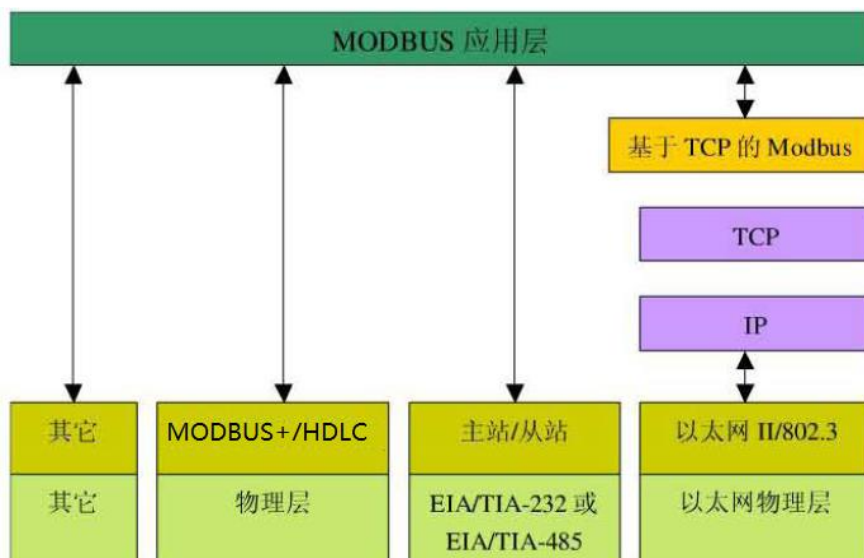 MODBUS 应用层
基于 TCP 的 Modbus
TCP
IP
其它
MODBUS+/HDLC
主站/从站
以太网 II/802.3
其它
物理层
EIA/TIA-232 或
EIA/TIA-485
以太网物理层